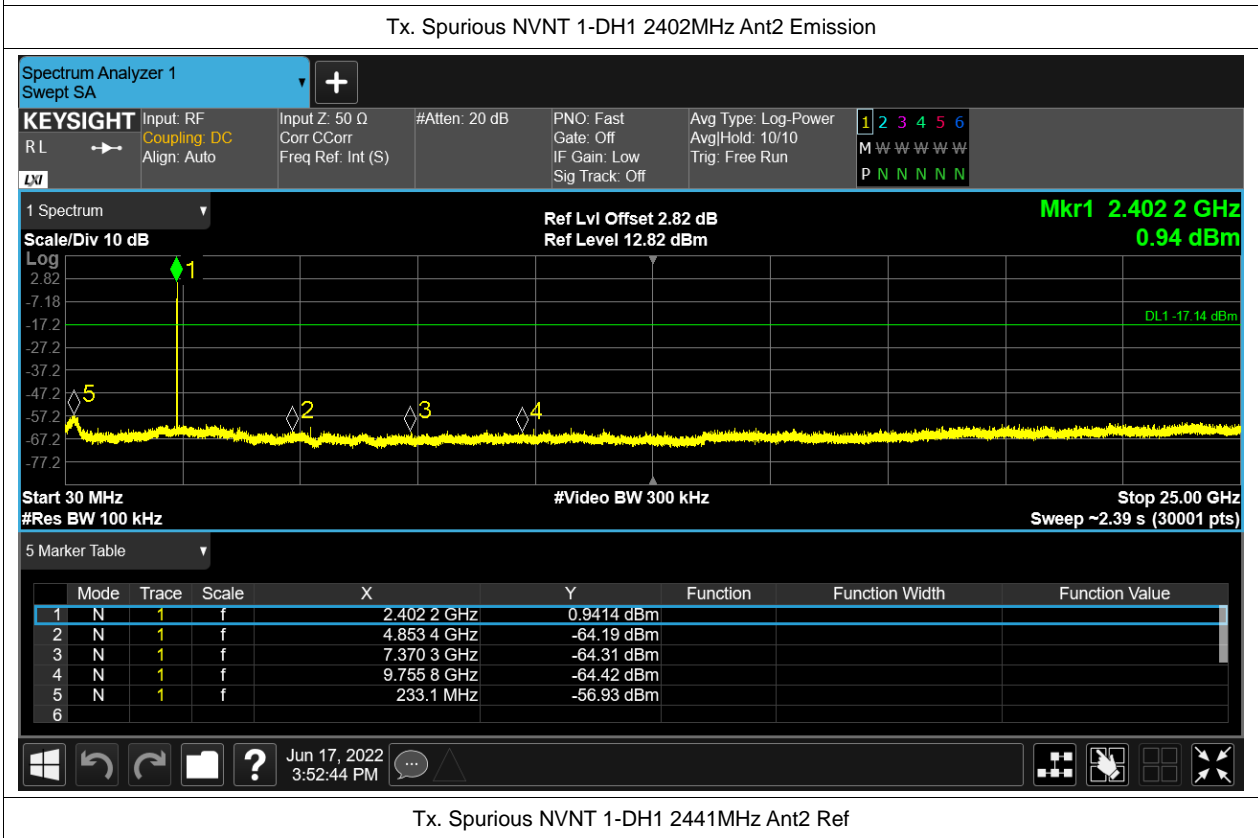 Tx. Spurious NVNT 1-DH1 2402MHz Ant2 Emission
Spectrum Analyzer 1
Swept SA
KEYSIGHT
R L
LXI
Input: RF
Coupling: DC
Align: Auto
Input Z: 50 Ω
Corr CCorr
Freq Ref: Int (S)
#Atten: 20 dB
PNO: Fast
Gate: Off
IF Gain: Low
Sig Track: Off
Avg Type: Log-Power
Avg|Hold: 10/10
Trig: Free Run
1 2 3 4 5 6
M W W W W W
P N N N N N
1 Spectrum
Scale/Div 10 dB
Ref Lvl Offset 2.82 dB
Ref Level 12.82 dBm
Mkr1 2.402 2 GHz
0.94 dBm
Log
2.82
-7.18
-17.2
-27.2
-37.2
-47.2
-57.2
-67.2
-77.2
DL1 -17.14 dBm
1
5
2
3
4
Start 30 MHz
#Res BW 100 kHz
#Video BW 300 kHz
Stop 25.00 GHz
Sweep ~2.39 s (30001 pts)
5 Marker Table
Mode Trace Scale X Y Function Function Width Function Value
1 N 1 f 2.402 2 GHz 0.9414 dBm
2 N 1 f 4.853 4 GHz -64.19 dBm
3 N 1 f 7.370 3 GHz -64.31 dBm
4 N 1 f 9.755 8 GHz -64.42 dBm
5 N 1 f 233.1 MHz -56.93 dBm
6
?
Jun 17, 2022
3:52:44 PM
Tx. Spurious NVNT 1-DH1 2441MHz Ant2 Ref